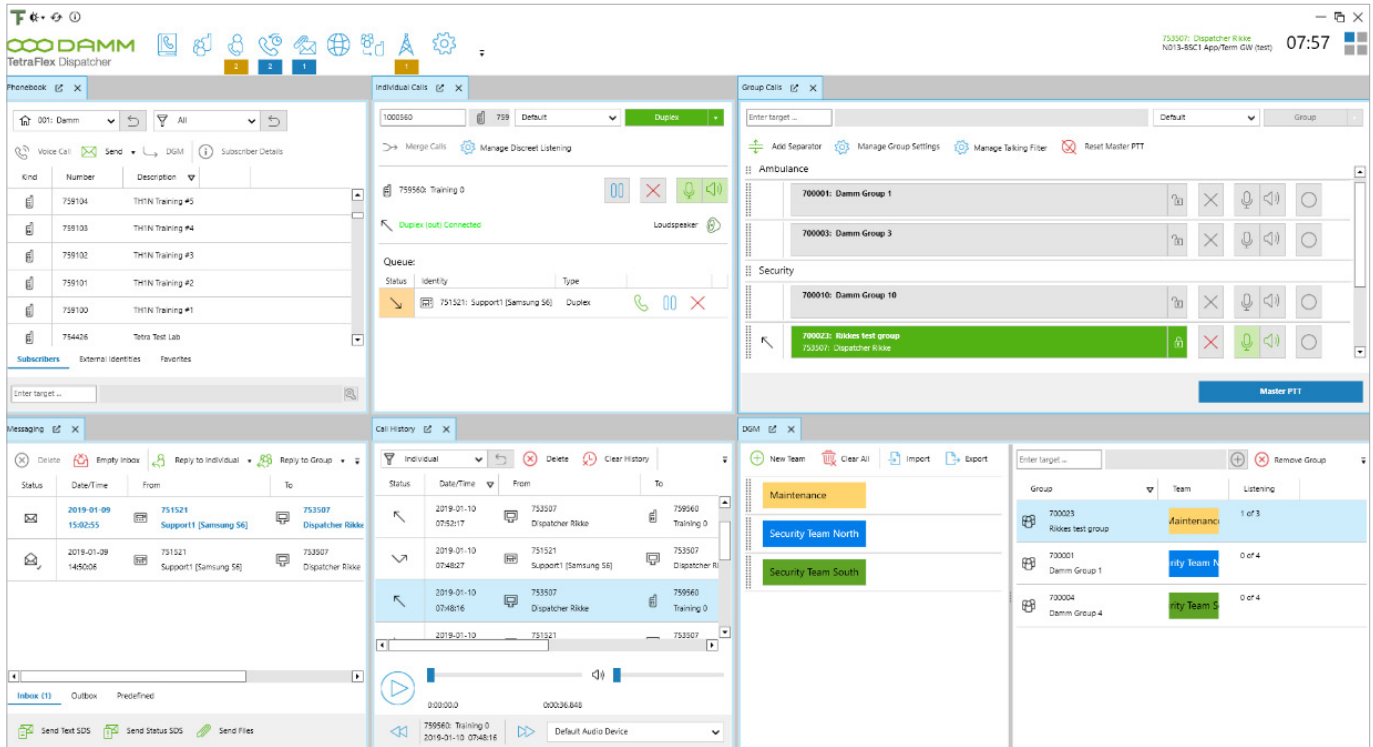 DAMM
TetraFlex Dispatcher
2
2
1
1
753507: Dispatcher Rikke
N013-BSC1 App/Term GW (test)
07:57
Phonebook
001: Damm
All
Voice Call
Send
DGM
Subscriber Details
Kind Number Description
759104 TH1N Training #5
759103 TH1N Training #4
759102 TH1N Training #3
759101 TH1N Training #2
759100 TH1N Training #1
754426 Tetra Test Lab
Subscribers External Identities Favorites
Enter target ...
Individual Calls
1000560 759 Default Duplex
Merge Calls Manage Discreet Listening
759560: Training 0
Duplex (out) Connected Loudspeaker
Queue:
Status Identity Type
751521: Support1 [Samsung S6] Duplex
Group Calls
Enter target ... Default Group
Add Separator Manage Group Settings Manage Talking Filter Reset Master PTT
Ambulance
700001: Damm Group 1
700003: Damm Group 3
Security
700010: Damm Group 10
700023: Rikkes test group
753507: Dispatcher Rikke
Master PTT
Messaging
Delete Empty Inbox Reply to Individual Reply to Group
Status Date/Time From To
2019-01-09 751521 753507
15:02:55 Support1 [Samsung S6] Dispatcher Rikke
2019-01-09 751521 753507
14:50:06 Support1 [Samsung S6] Dispatcher Rikke
Inbox (1) Outbox Predefined
Send Text SDS Send Status SDS Send Files
Call History
Individual Delete Clear History
Status Date/Time From To
2019-01-10 753507 759560
07:52:17 Dispatcher Rikke Training 0
2019-01-10 751521 753507
07:48:27 Support1 [Samsung S6] Dispatcher Ri
2019-01-10 753507 759560
07:48:16 Dispatcher Rikke Training 0
2019-01-10 751521 753507
0:00:00.0 0:00:36.848
759560: Training 0
2019-01-10 07:48:16
Default Audio Device
DGM
New Team Clear All Import Export
Maintenance
Security Team North
Security Team South
Enter target ... Remove Group
Group Team Listening
700023 Maintenanc 1 of 3
Rikkes test group
700001 rity Team N 0 of 4
Damm Group 1
700004 rity Team S 0 of 4
Damm Group 4